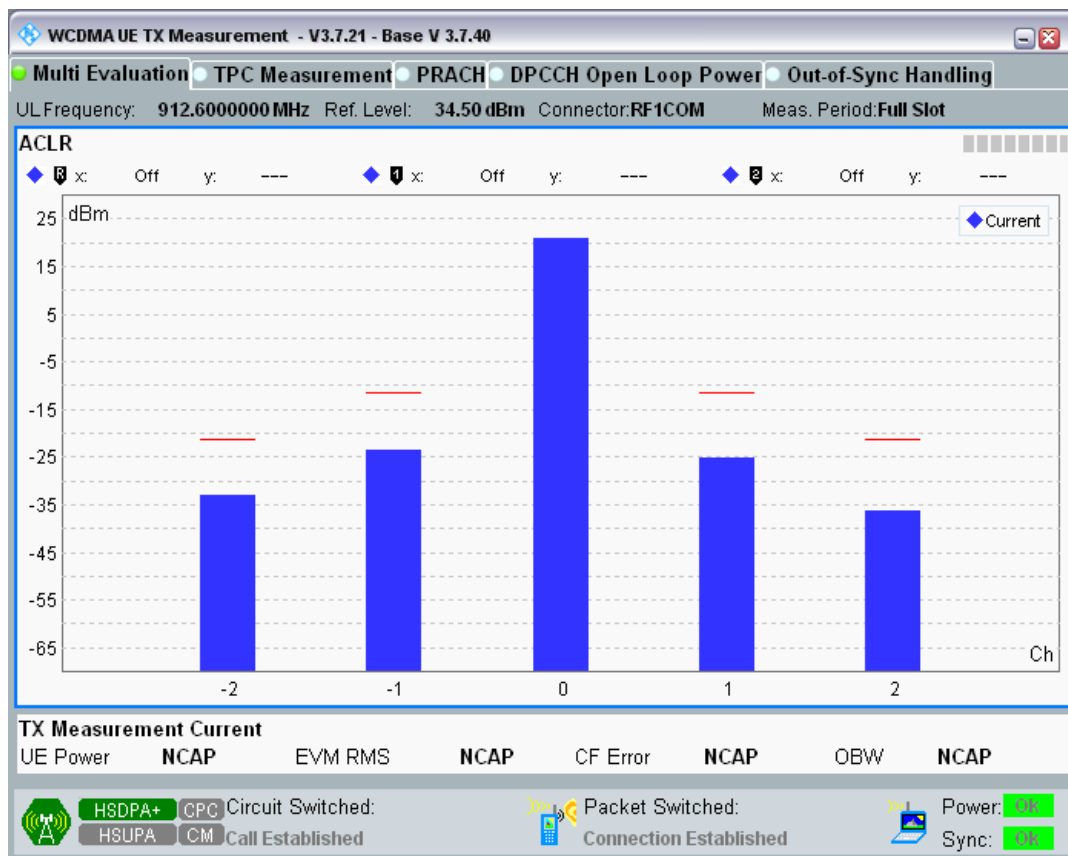 WCDMA UE TX Measurement - V3.7.21 - Base V 3.7.40
Multi Evaluation TPC Measurement PRACH DPCCH Open Loop Power Out-of-Sync Handling
UL Frequency: 912.6000000 MHz Ref. Level: 34.50 dBm Connector:RF1COM Meas. Period:Full Slot
ACLR
R x: Off y: --- 1 x: Off y: --- 2 x: Off y: ---
dBm
Current
25
15
5
-5
-15
-25
-35
-45
-55
-65
Ch
-2 -1 0 1 2
TX Measurement Current
UE Power NCAP EVM RMS NCAP CF Error NCAP OBW NCAP
HSDPA+ CPC Circuit Switched: Packet Switched: Power: OK
HSUPA CM Call Established Connection Established Sync: OK